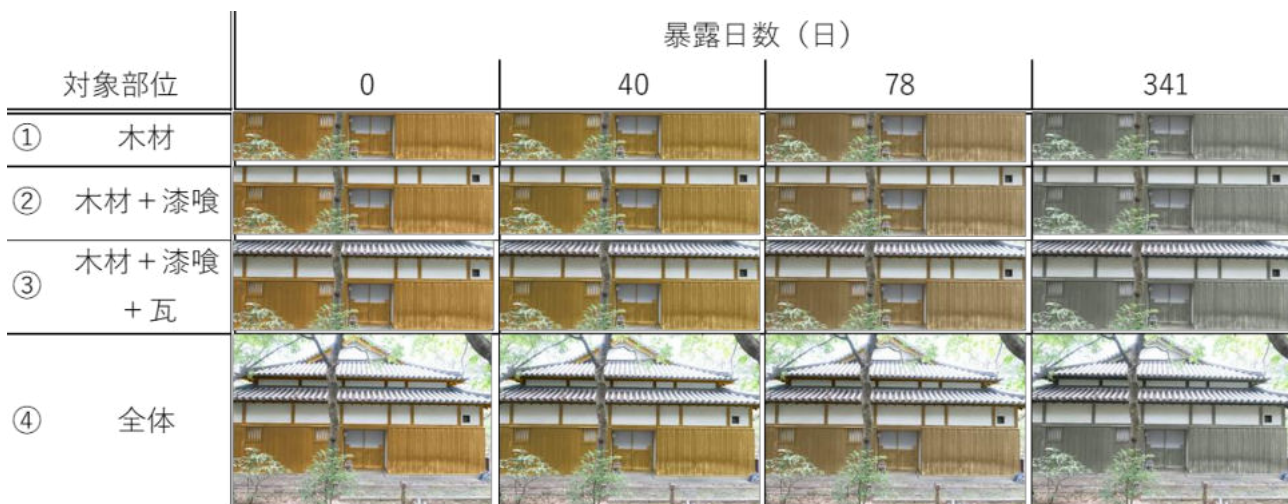 暴露日数（日）
対象部位 0 40 78 341
① 木材
② 木材＋漆喰
③ 木材＋漆喰
＋瓦
④ 全体